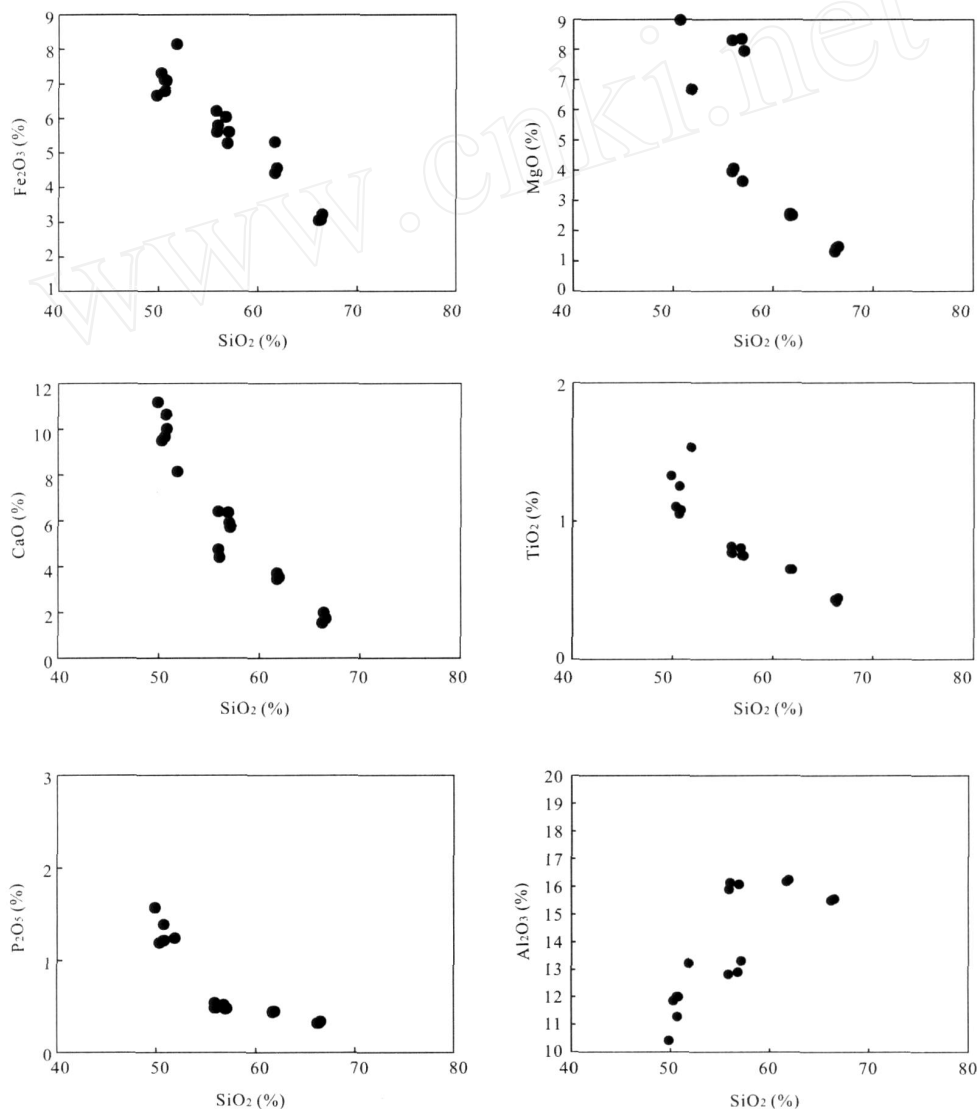 www.cnki.net
9
8
7
6
5
4
3
2
1
Fe₂O₃ (%)
40 50 60 70 80
SiO₂ (%)
9
8
7
6
5
4
3
2
1
0
MgO (%)
40 50 60 70 80
SiO₂ (%)
12
10
8
6
4
2
0
CaO (%)
40 50 60 70 80
SiO₂ (%)
2
1
0
TiO₂ (%)
40 50 60 70 80
SiO₂ (%)
3
2
1
0
P₂O₅ (%)
40 50 60 70 80
SiO₂ (%)
20
19
18
17
16
15
14
13
12
11
10
Al₂O₃ (%)
40 50 60 70 80
SiO₂ (%)